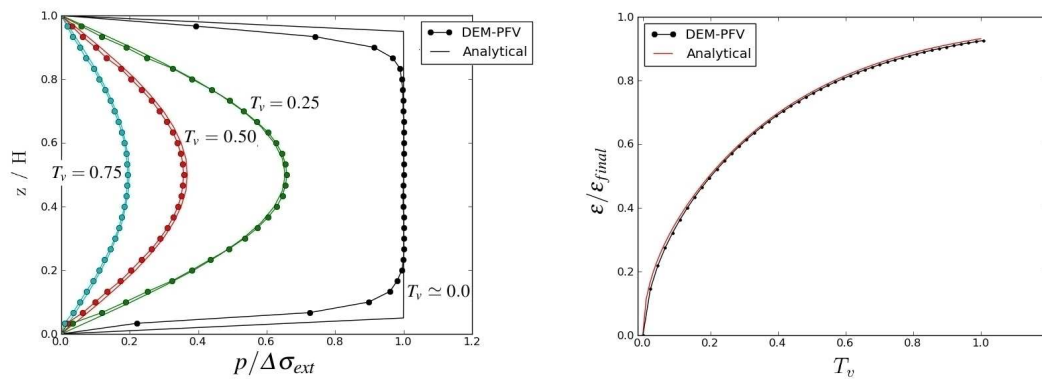 1.0
0.8
0.6
0.4
0.2
0.0
z / H
0.0 0.2 0.4 0.6 0.8 1.0 1.2
p/Δσ_ext
DEM-PFV
Analytical
T_v = 0.25
T_v = 0.50
T_v = 0.75
T_v ≃ 0.0
1.0
0.8
0.6
0.4
0.2
0.0
ε/ε_final
0.0 0.2 0.4 0.6 0.8 1.0 1.2
T_v
DEM-PFV
Analytical